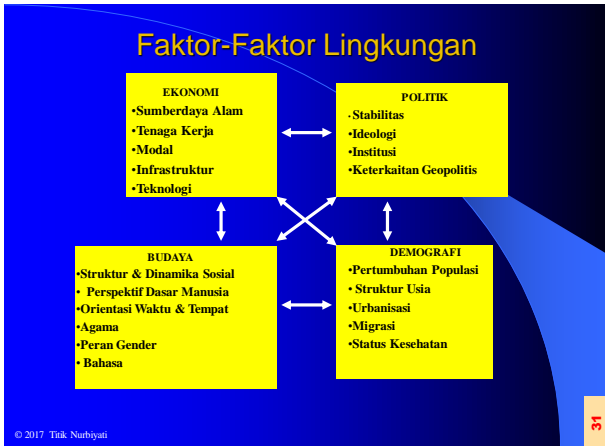 Faktor-Faktor Lingkungan
EKONOMI
•Sumberdaya Alam
•Tenaga Kerja
•Modal
•Infrastruktur
•Teknologi
POLITIK
•Stabilitas
•Ideologi
•Institusi
•Keterkaitan Geopolitis
BUDAYA
•Struktur & Dinamika Sosial
• Perspektif Dasar Manusia
•Orientasi Waktu & Tempat
•Agama
•Peran Gender
• Bahasa
DEMOGRAFI
•Pertumbuhan Populasi
• Struktur Usia
•Urbanisasi
•Migrasi
•Status Kesehatan
© 2017 Titik Nurbiyati
31